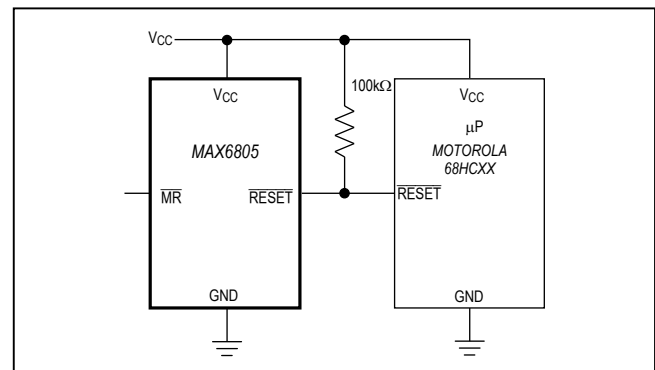 VCC
100kΩ
VCC
MAX6805
MR
RESET
GND
VCC
μP
MOTOROLA
68HCXX
RESET
GND